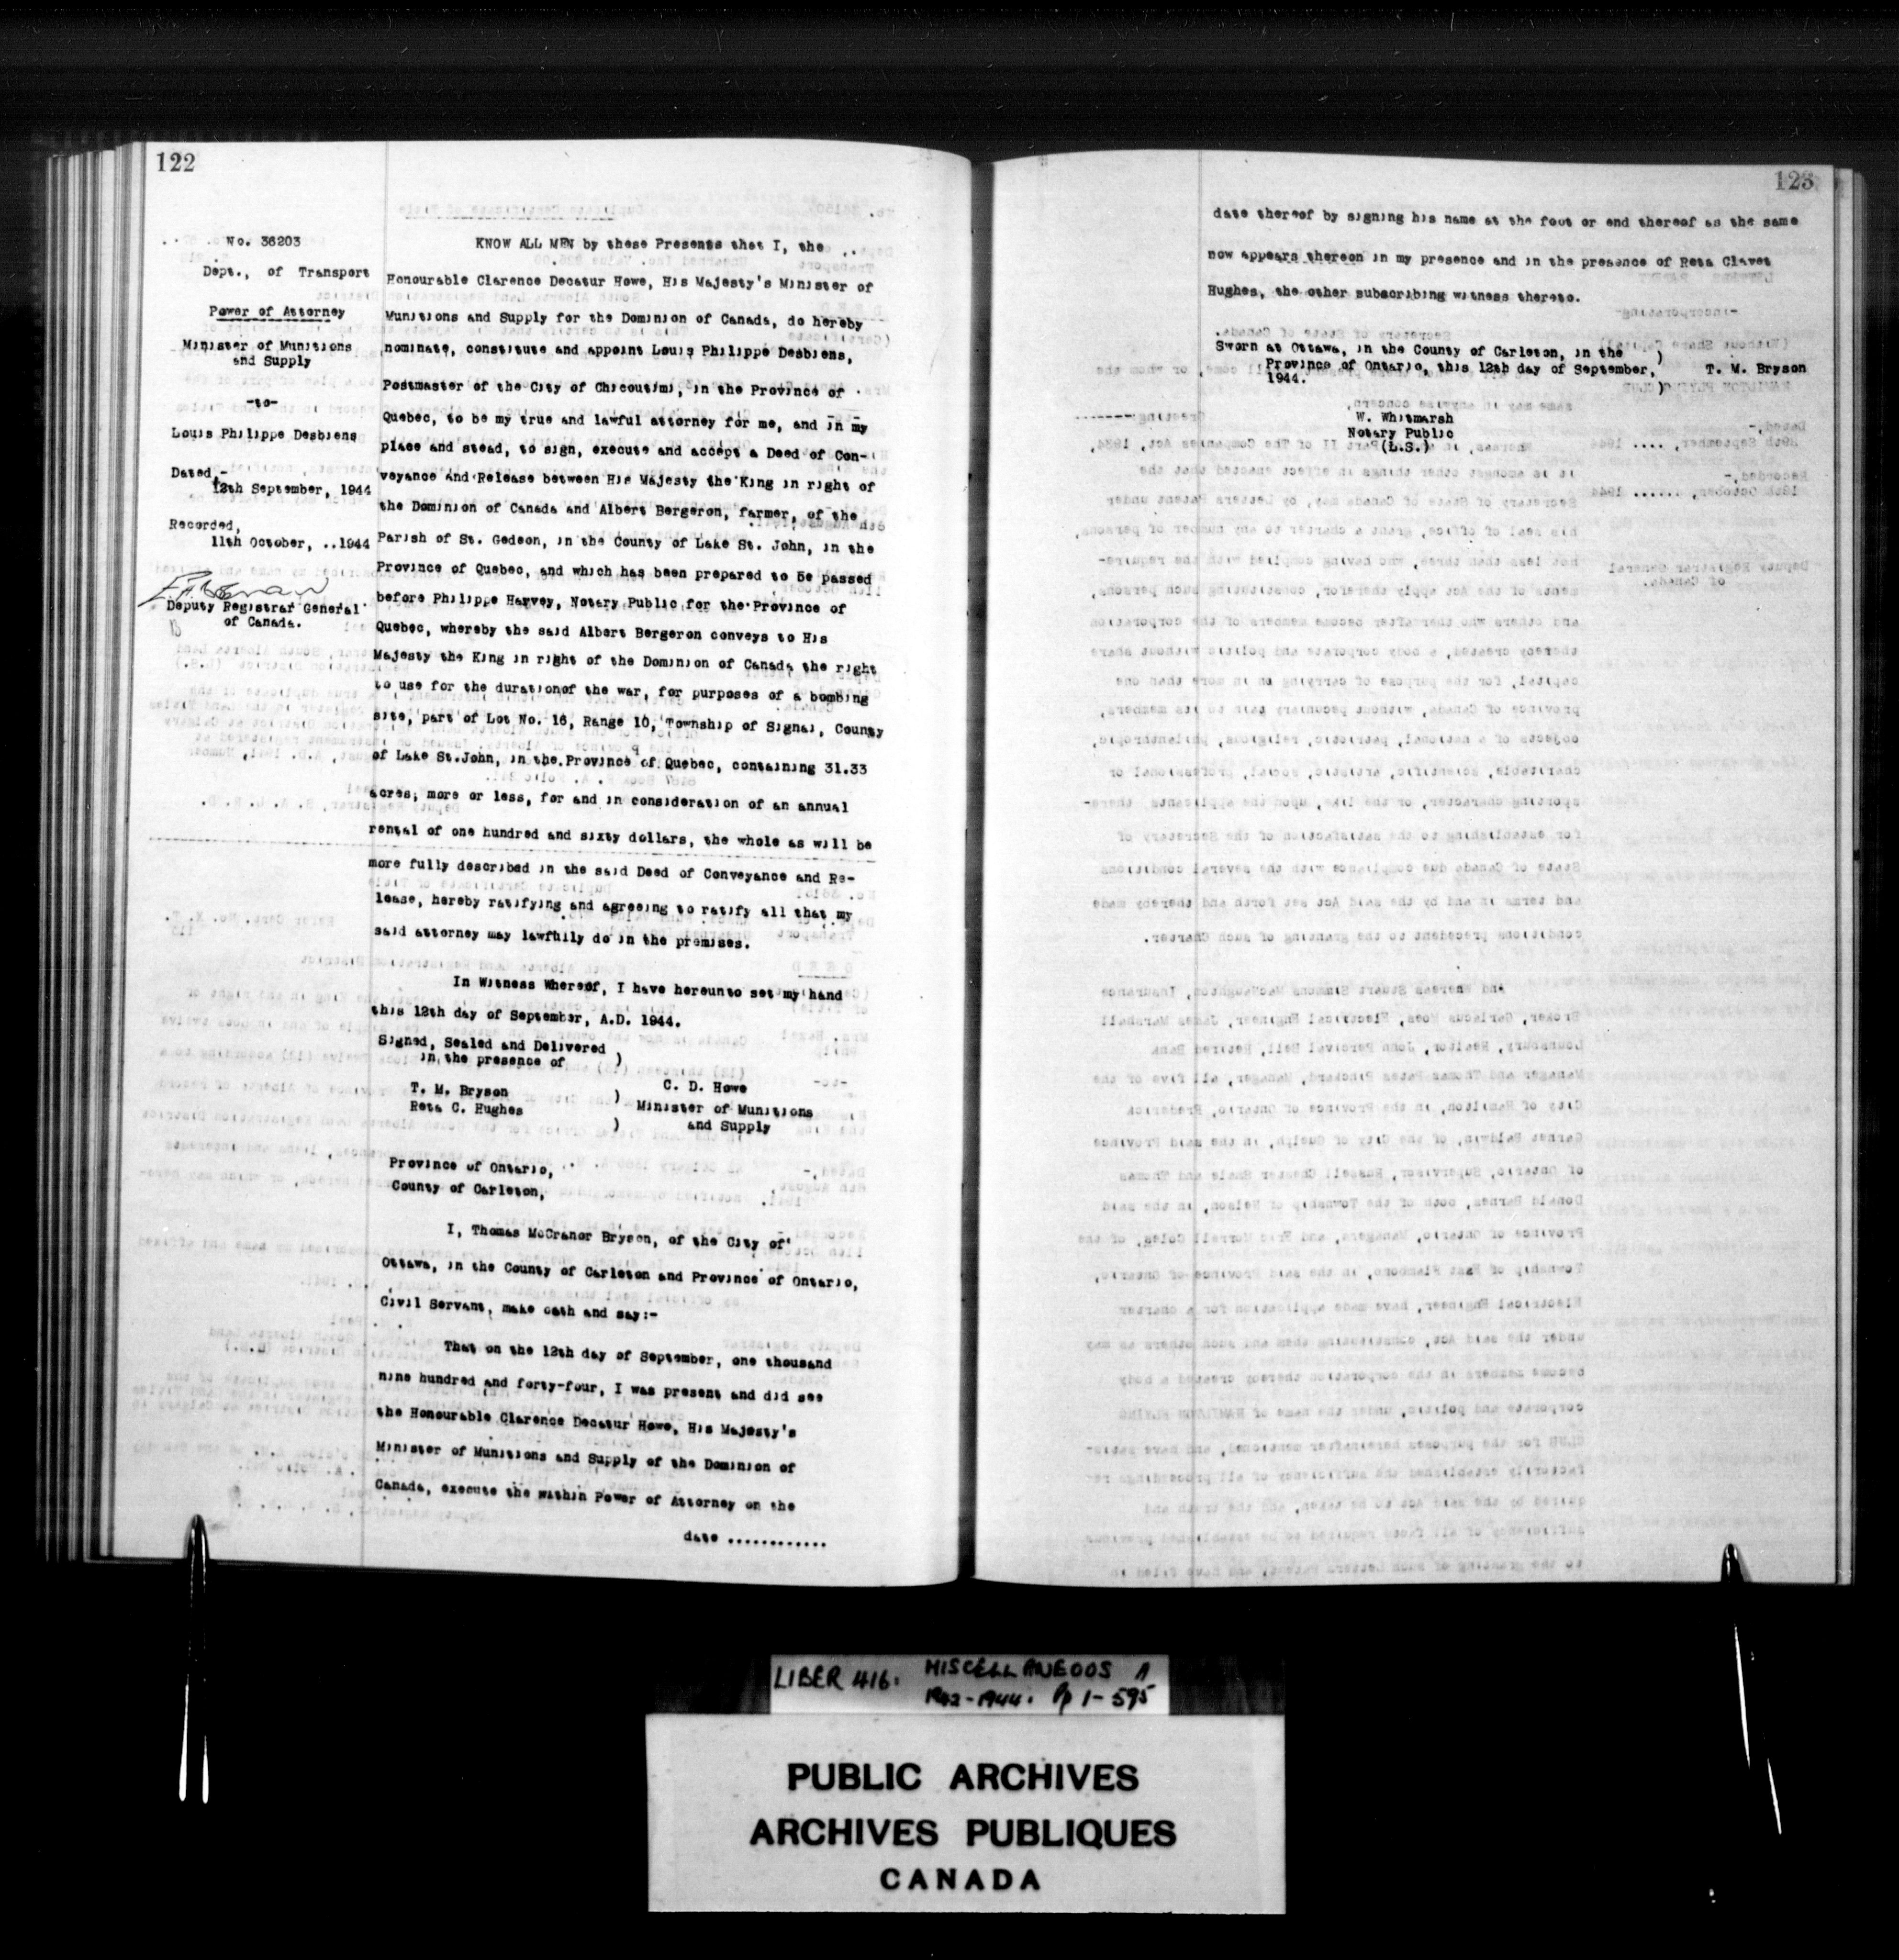 122
No. 36203
Dept., of Transport
Power of Attorney
Minister of Munitions
and Supply
-to-
Louis Philippe Desbiens
Dated,-
12th September, 1944
Recorded,
11th October, ..1944
Deputy Registrar General
of Canada.
KNOW ALL MEN by these Presents that I, the
Honourable Clarence Decatur Howe, His Majesty's Minister of
Munitions and Supply for the Dominion of Canada, do hereby
nominate, constitute and appoint Louis Philippe Desbiens,
Postmaster of the City of Chicoutimi, in the Province of
Quebec, to be my true and lawful attorney for me, and in my
place and stead, to sign, execute and accept a Deed of Con-
veyance And Release between His Majesty the King in right of
the Dominion of Canada and Albert Bergeron, farmer, of the
Parish of St. Gedeon, in the County of Lake St. John, in the
Province of Quebec, and which has been prepared to be passed
before Philippe Harvey, Notary Public for the Province of
Quebec, whereby the said Albert Bergeron conveys to His
Majesty the King in right of the Dominion of Canada the right
to use for the durationof the war, for purposes of a bombing
site, part of Lot No. 16, Range 10, Township of Signai, County
of Lake St.John, in the Province of Quebec, containing 31.33
acres, more or less, for and in consideration of an annual
rental of one hundred and sixty dollars, the whole as will be
more fully described in the said Deed of Conveyance and Re-
lease, hereby ratifying and agreeing to ratify all that my
said attorney may lawfully do in the premises.
In Witness Whereof, I have hereunto set my hand
this 12th day of September, A.D. 1944.
Signed, Sealed and Delivered
in the presence of )
T. M. Bryson ) C. D. Howe
Reta C. Hughes Minister of Munitions
) and Supply
Province of Ontario,
County of Carleton,
I, Thomas McCranor Bryson, of the City of
Ottawa, in the County of Carleton and Province of Ontario,
Civil Servant, make oath and say:-
That on the 12th day of September, one thousand
nine hundred and forty-four, I was present and did see
the Honourable Clarence Decatur Howe, His Majesty's
Minister of Munitions and Supply of the Dominion of
Canada, execute the within Power of Attorney on the
date ............
123
date thereof by signing his name at the foot or end thereof as the same
now appears thereon in my presence and in the presence of Reta Clavet
Hughes, the other subscribing witness thereto.
Sworn at Ottawa, in the County of Carleton, in the )
Province of Ontario, this 12th day of September, T. M. Bryson
1944. )
W. Whitmarsh
Notary Public
(L.S.)
LIBER 416. MISCELLANEOUS A
1942-1944. Pp 1-595
PUBLIC ARCHIVES
ARCHIVES PUBLIQUES
CANADA